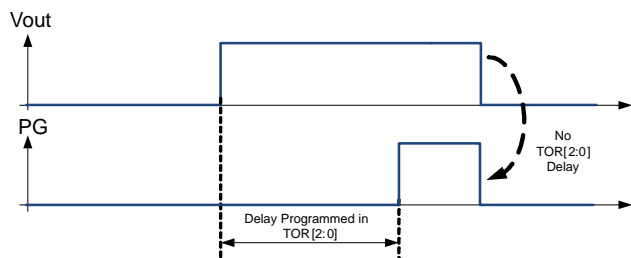 Vout
PG
No
TOR[2:0]
Delay
Delay Programmed in
TOR[2:0]